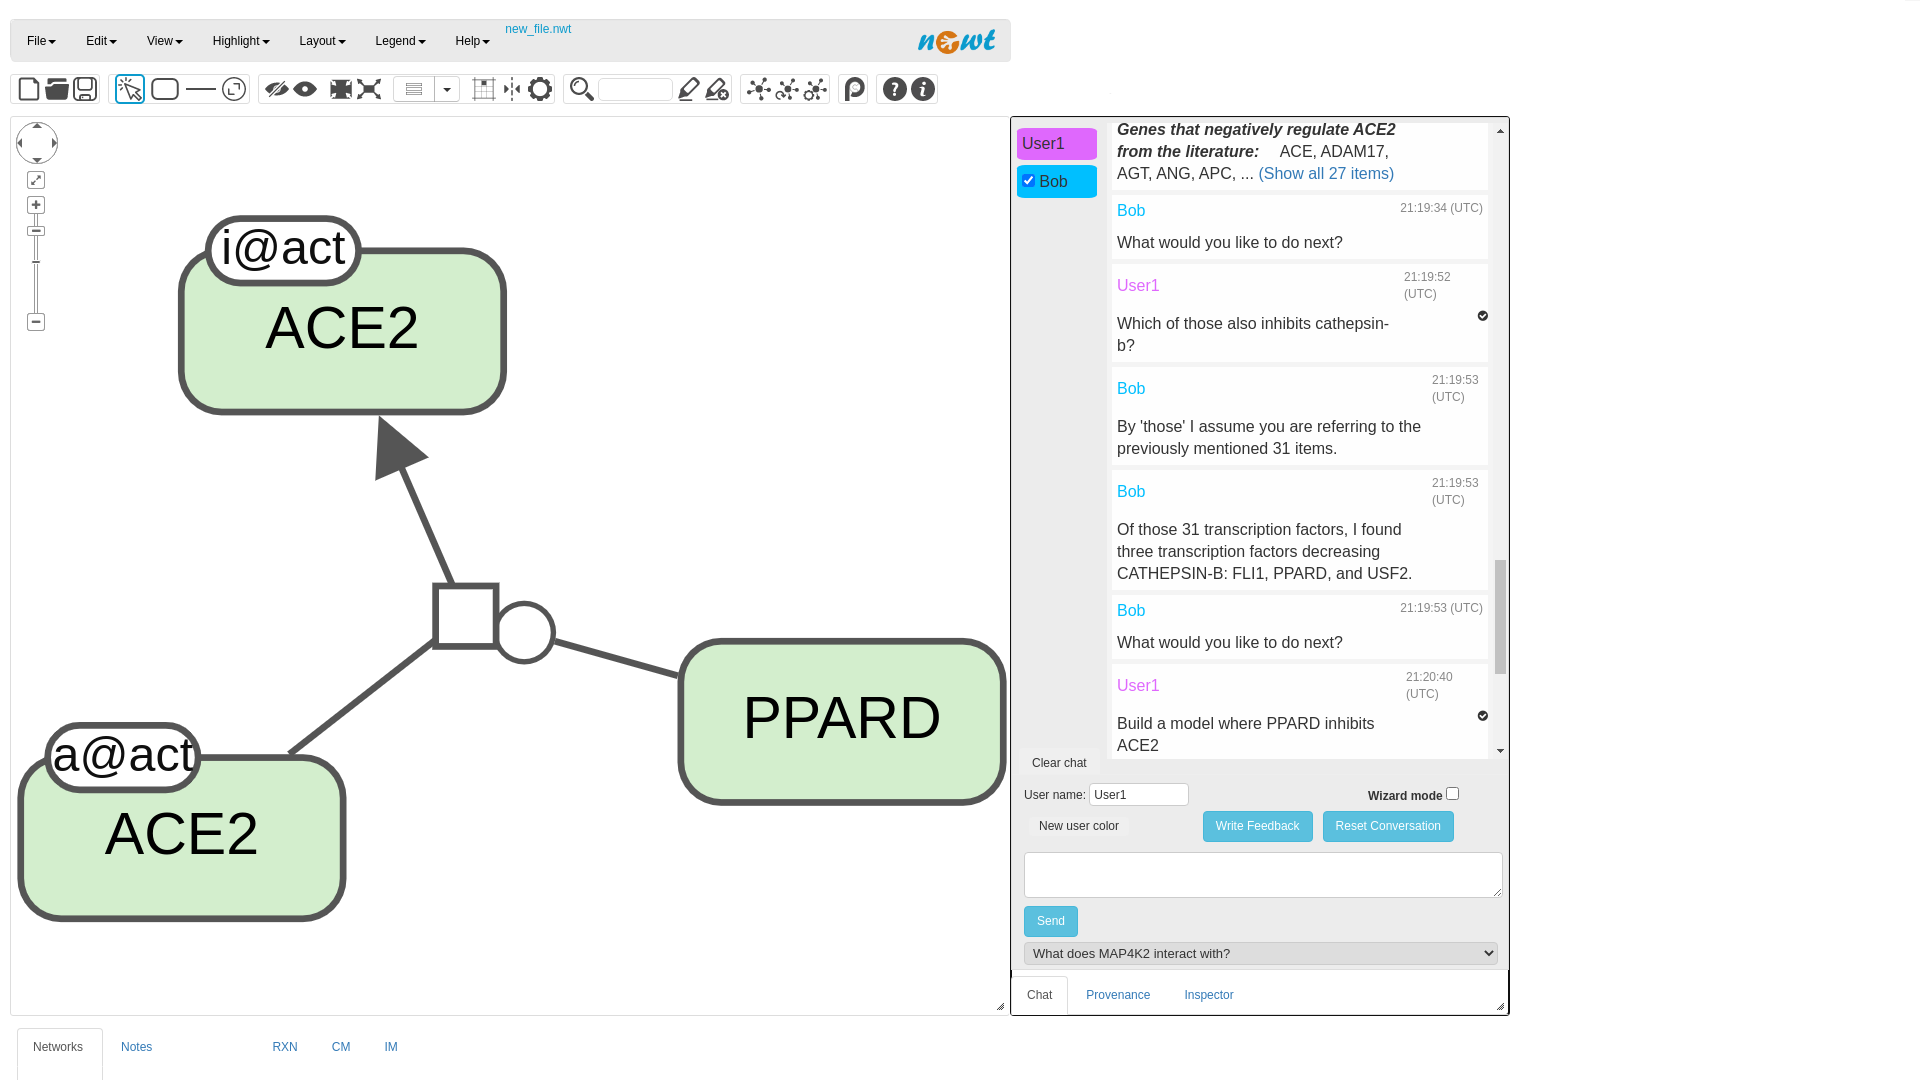 File Edit View Highlight Layout Legend Help new_file.nwt
newt
i@act
ACE2
a@act
ACE2
PPARD
User1
Bob
Genes that negatively regulate ACE2
from the literature: ACE, ADAM17,
AGT, ANG, APC, ... (Show all 27 items)
Bob 21:19:34 (UTC)
What would you like to do next?
User1 21:19:52
(UTC)
Which of those also inhibits cathepsin-
b?
Bob 21:19:53
(UTC)
By 'those' I assume you are referring to the
previously mentioned 31 items.
Bob 21:19:53
(UTC)
Of those 31 transcription factors, I found
three transcription factors decreasing
CATHEPSIN-B: FLI1, PPARD, and USF2.
Bob 21:19:53 (UTC)
What would you like to do next?
User1 21:20:40
(UTC)
Build a model where PPARD inhibits
ACE2
Clear chat
User name: User1 Wizard mode
New user color Write Feedback Reset Conversation
Send
What does MAP4K2 interact with?
Chat Provenance Inspector
Networks Notes RXN CM IM